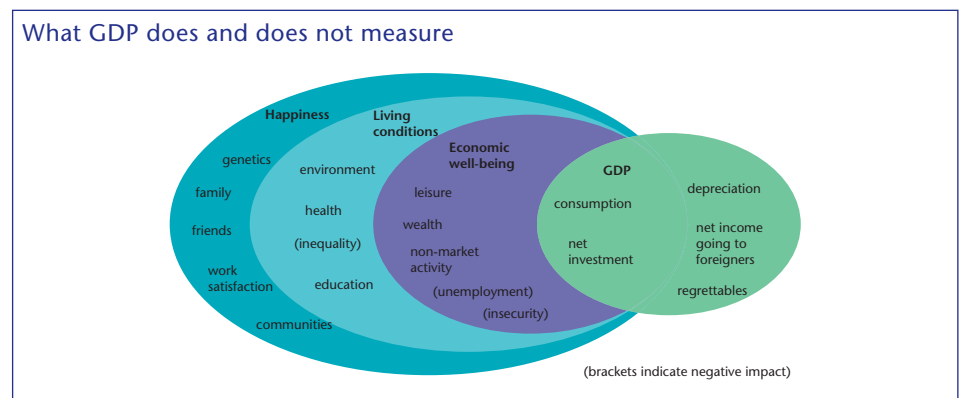 What GDP does and does not measure
Happiness
genetics
family
friends
work
satisfaction
communities
Living
conditions
environment
health
(inequality)
education
Economic
well-being
leisure
wealth
non-market
activity
(unemployment)
(insecurity)
GDP
consumption
net
investment
depreciation
net income
going to
foreigners
regrettables
(brackets indicate negative impact)